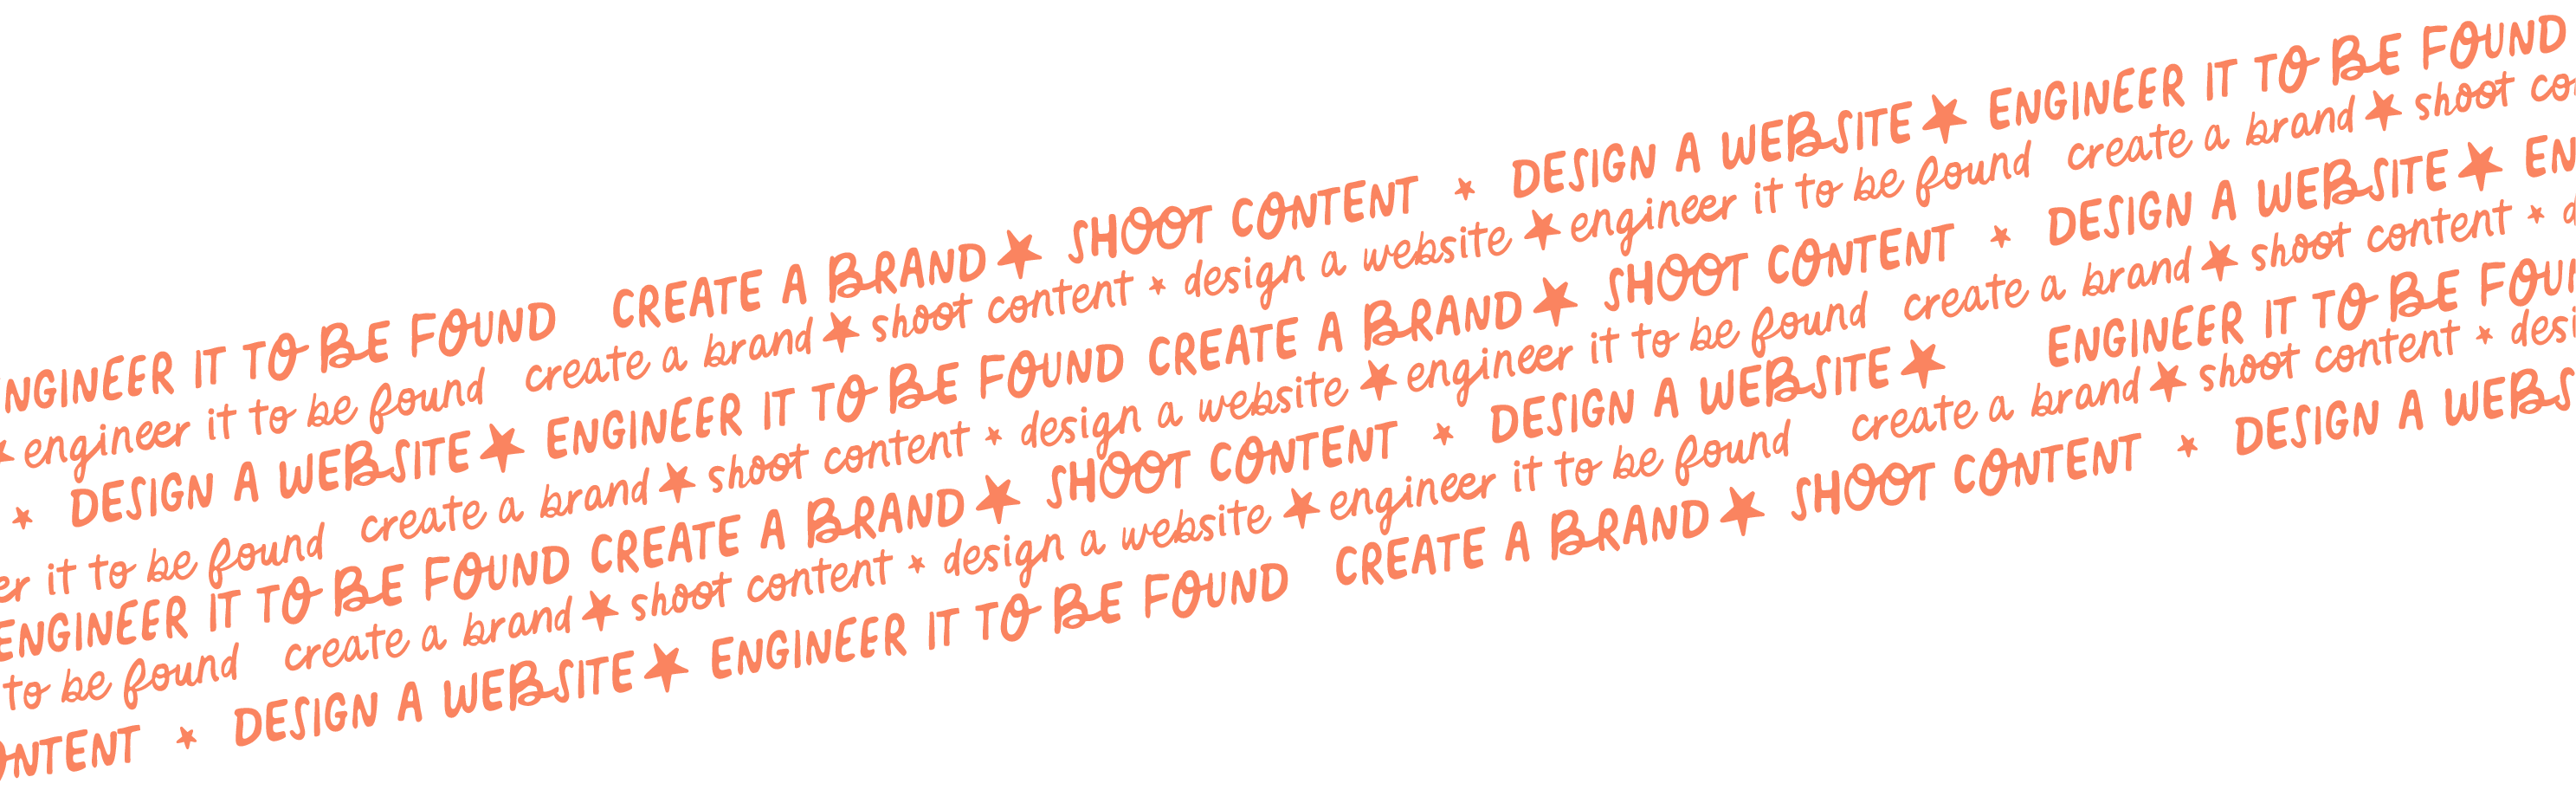 NGINEER IT TO BE FOUND CREATE A BRAND ★ SHOOT CONTENT ★ DESIGN A WEBSITE ★ ENGINEER IT TO BE FOUND
★ engineer it to be found create a brand ★ shoot content ★ design a website ★ engineer it to be found create a brand ★ shoot co
★ DESIGN A WEBSITE ★ ENGINEER IT TO BE FOUND CREATE A BRAND ★ SHOOT CONTENT ★ DESIGN A WEBSITE ★ EN
er it to be found create a brand ★ shoot content ★ design a website ★ engineer it to be found create a brand ★ shoot content ★ d
ENGINEER IT TO BE FOUND CREATE A BRAND ★ SHOOT CONTENT ★ DESIGN A WEBSITE ★ ENGINEER IT TO BE FOUN
to be found create a brand ★ shoot content ★ design a website ★ engineer it to be found create a brand ★ shoot content ★ desi
ONTENT ★ DESIGN A WEBSITE ★ ENGINEER IT TO BE FOUND CREATE A BRAND ★ SHOOT CONTENT ★ DESIGN A WEBS